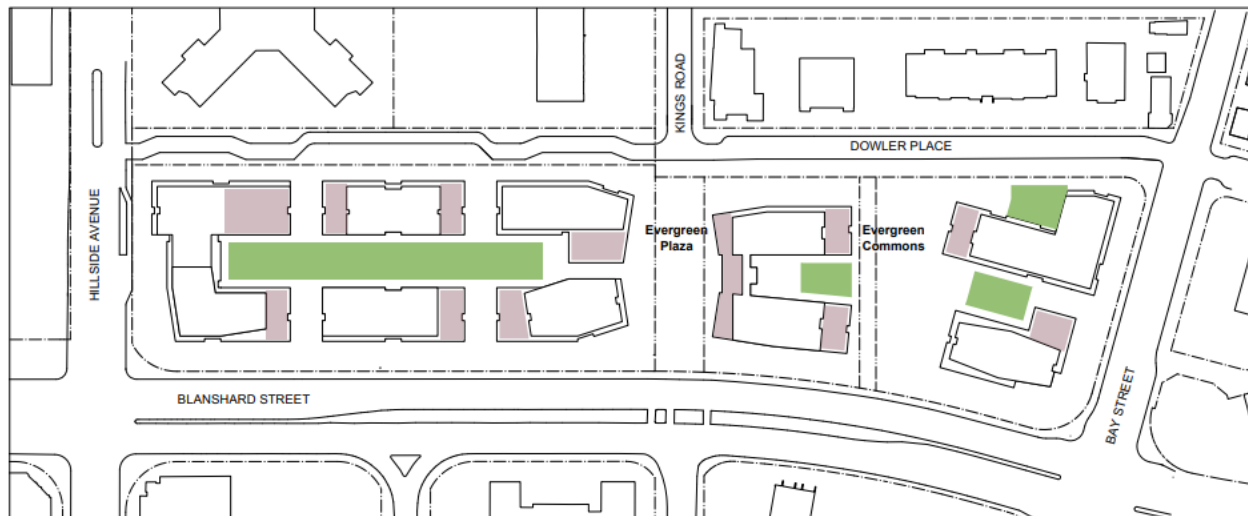 KINGS ROAD
DOWLER PLACE
HILLSIDE AVENUE
Evergreen
Plaza
Evergreen
Commons
BLANSHARD STREET
BAY STREET